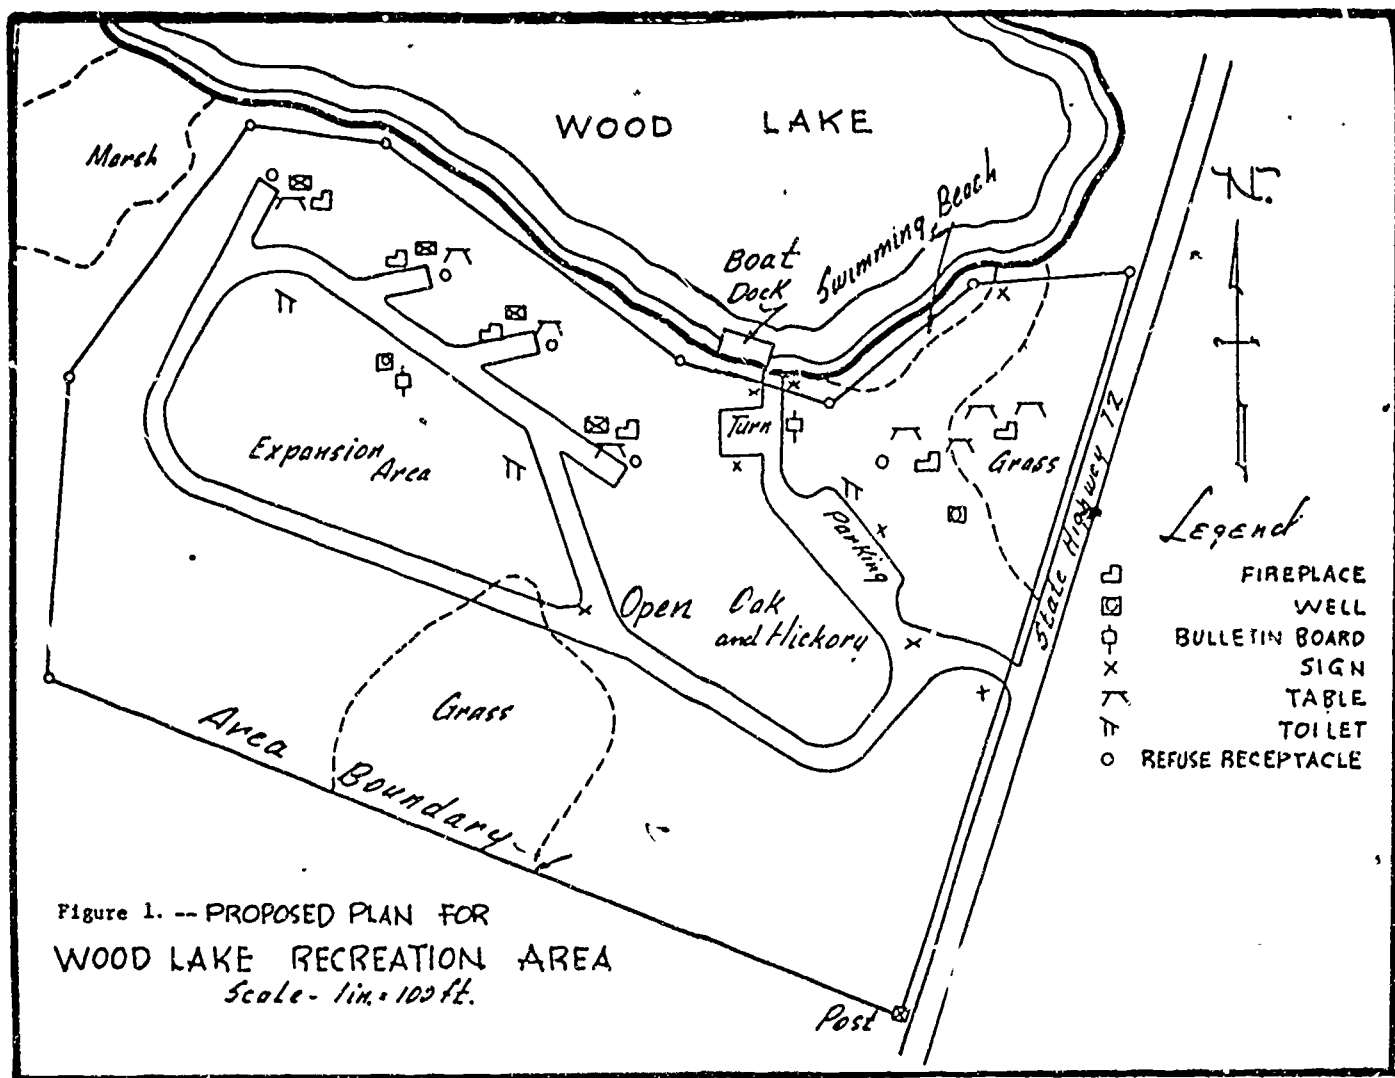 WOOD LAKE
Marsh
Swimming Beach
Boat
Dock
N.
Turn
Expansion
Area
Grass
Parking
State Highway 72
Legend
FIREPLACE
WELL
BULLETIN BOARD
SIGN
TABLE
TOILET
REFUSE RECEPTACLE
Open Oak
and Hickory
Grass
Area Boundary
Figure 1. -- PROPOSED PLAN FOR
WOOD LAKE RECREATION AREA
Scale - 1in. = 100 ft.
Post